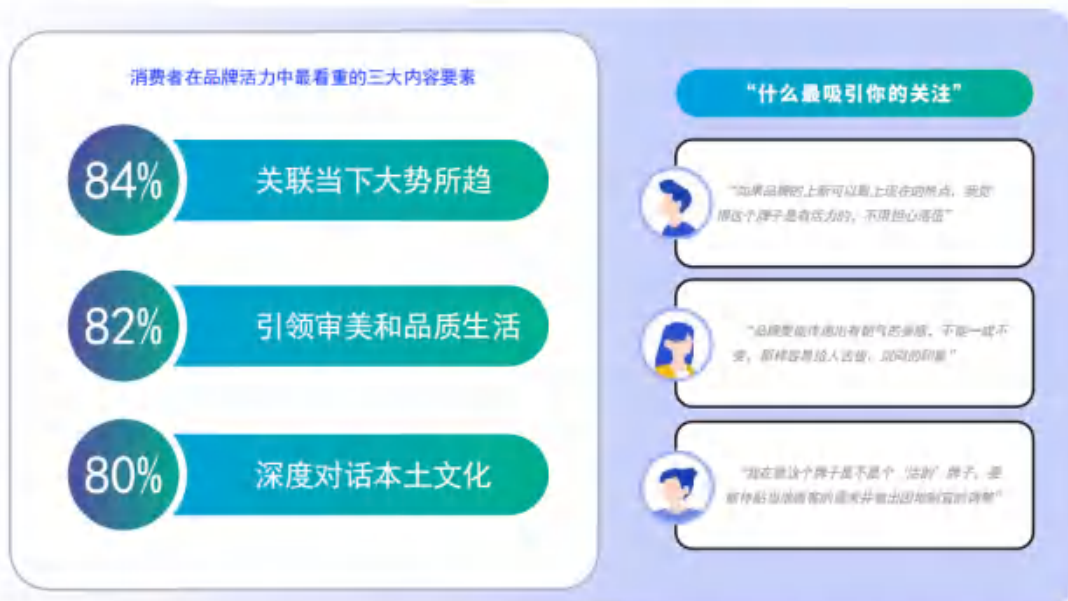 消费者在品牌活力中最看重的三大内容要素
84%
关联当下大势所趋
82%
引领审美和品质生活
80%
深度对话本土文化
“什么最吸引你的关注”
“如果品牌的上新可以跟上现在的热点，我觉
得这个牌子是有活力的，不用担心落伍”
“品牌要能传递出有朝气的多感，不能一成不
变，那样容易给人古板、沉闷的印象”
“我在意这个牌子是不是个‘活的’牌子，要
能体贴当地顾客的需求并做出因地制宜的调整”